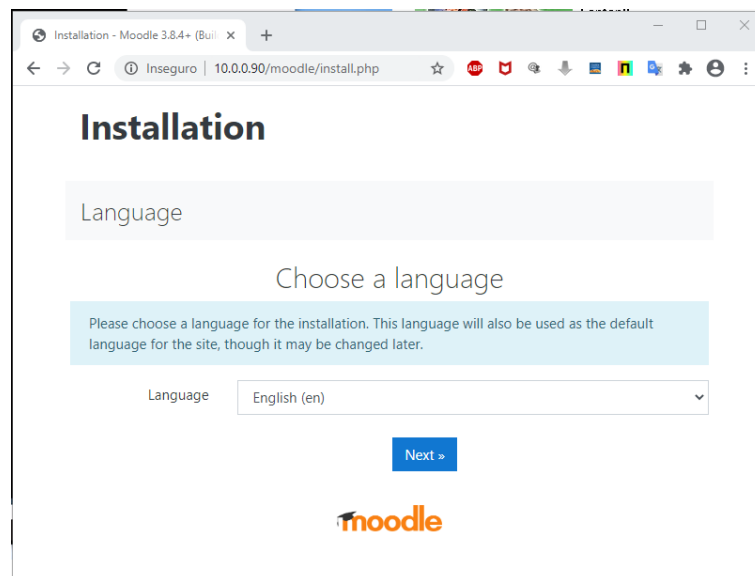 Installation - Moodle 3.8.4+ (Buil
Inseguro | 10.0.0.90/moodle/install.php
ABP
Installation
Language
Choose a language
Please choose a language for the installation. This language will also be used as the default
language for the site, though it may be changed later.
Language English (en)
Next »
moodle